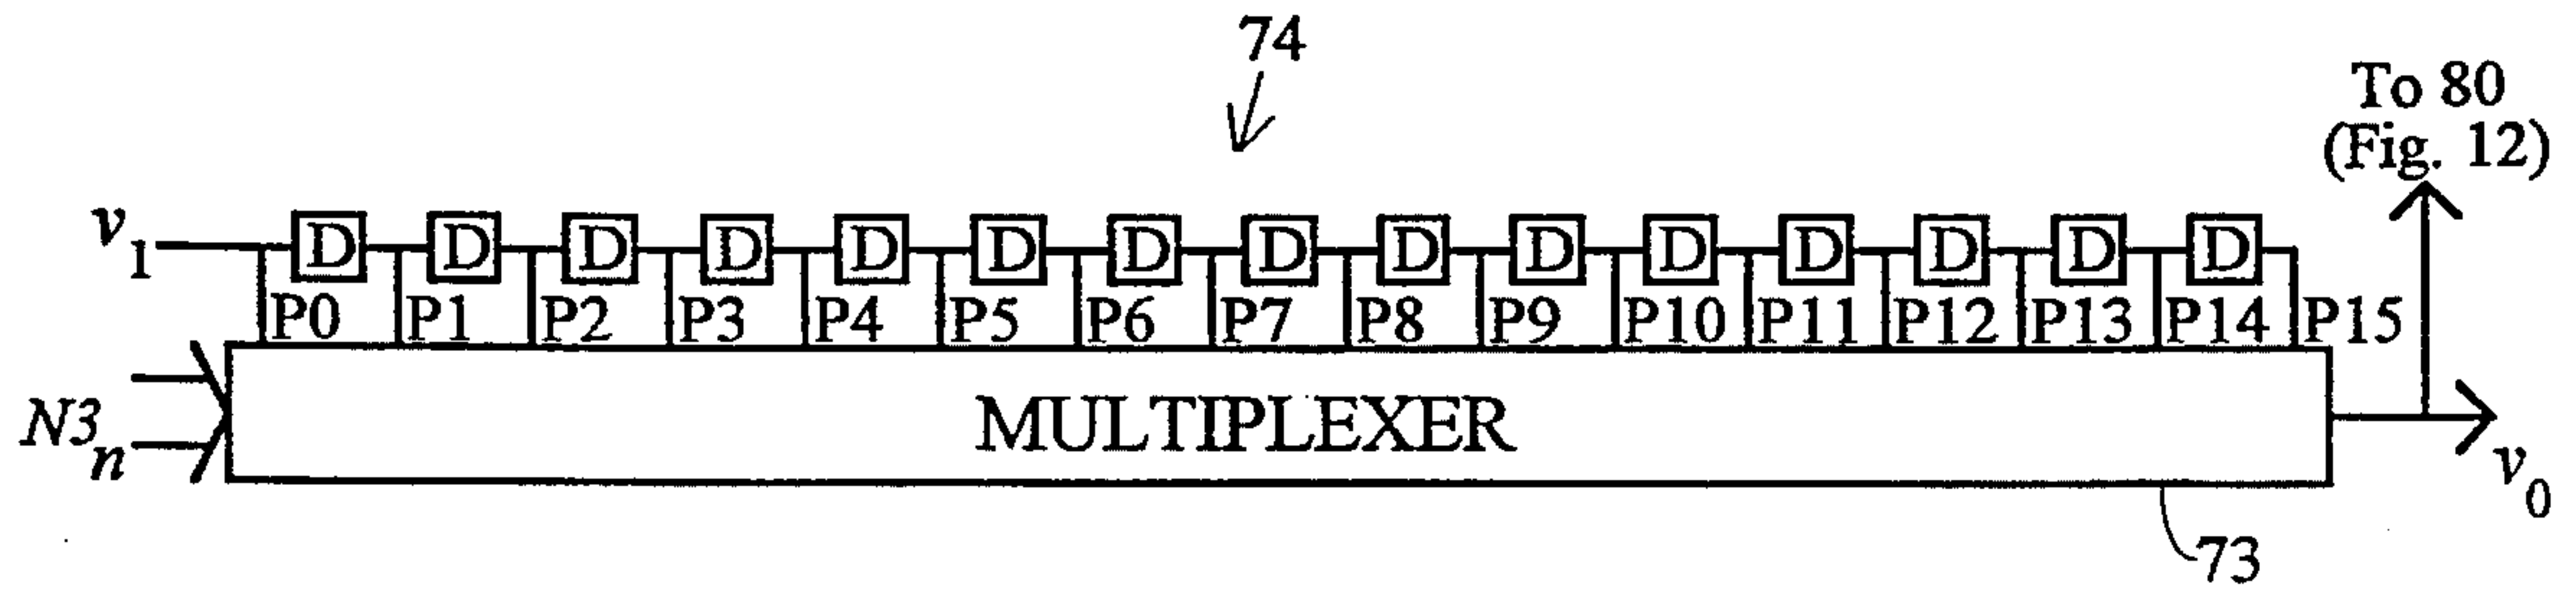 74
To 80
(Fig. 12)
v1
D D D D D D D D D D D D D D D
P0 P1 P2 P3 P4 P5 P6 P7 P8 P9 P10 P11 P12 P13 P14 P15
N3n
MULTIPLEXER
v0
73